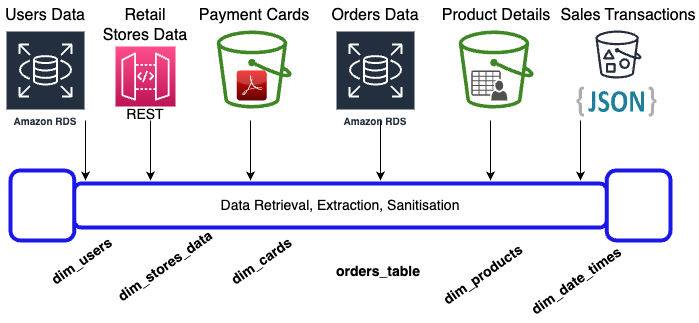 Users Data
Retail
Stores Data
Payment Cards
Orders Data
Product Details
Sales Transactions
Amazon RDS
REST
Amazon RDS
{JSON}
Data Retrieval, Extraction, Sanitisation
dim_users
dim_stores_data
dim_cards
orders_table
dim_products
dim_date_times